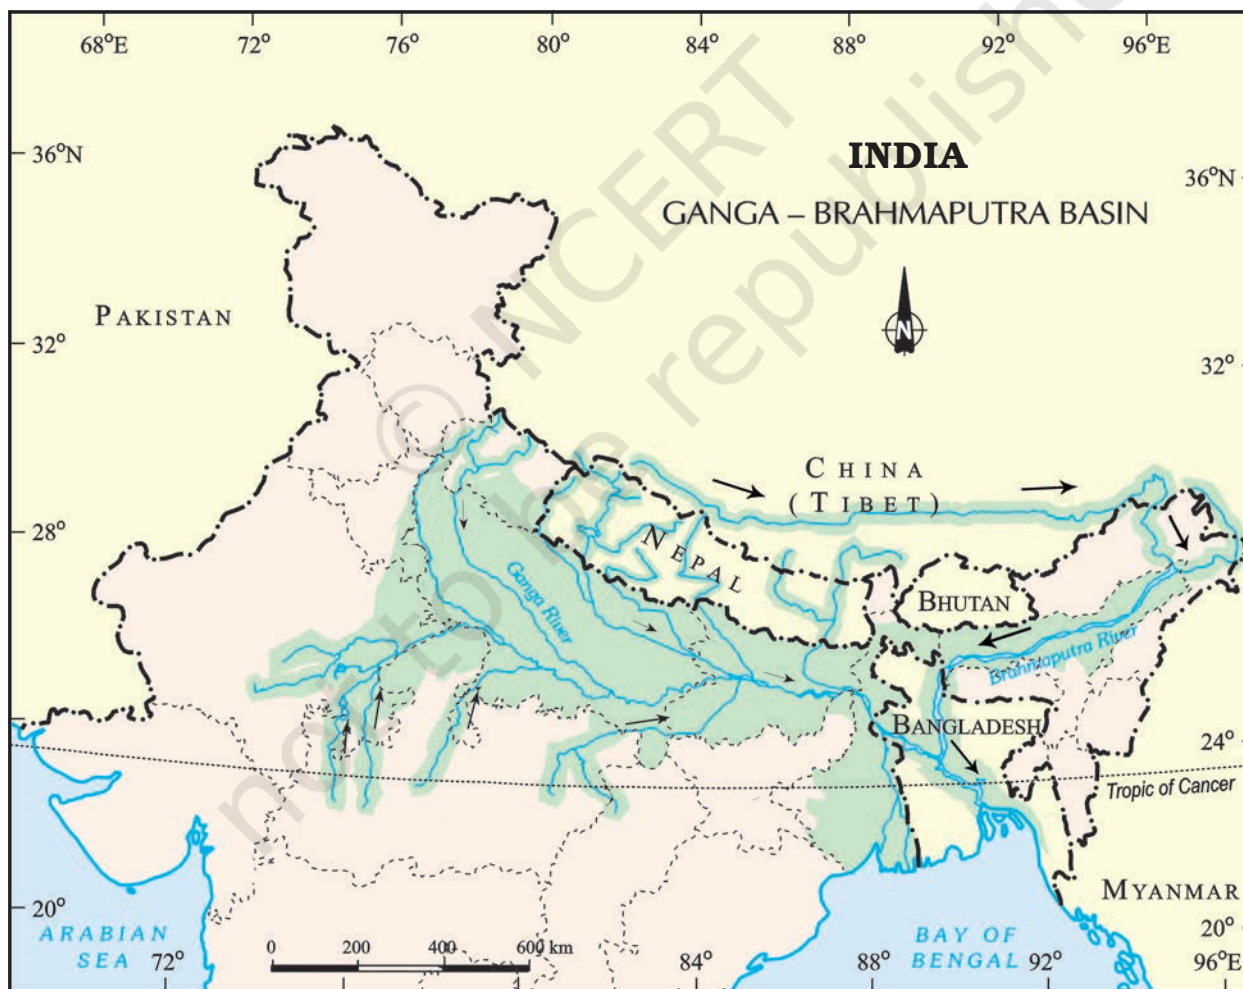 68°E 72° 76° 80° 84° 88° 92° 96°E
36°N
INDIA
36°N
GANGA – BRAHMAPUTRA BASIN
PAKISTAN
N
32°
32°
© NCERT
not to be republished
CHINA
(TIBET)
28°
NEPAL
Ganga River
BHUTAN
Brahmaputra River
BANGLADESH
24°
Tropic of Cancer
MYANMAR
20°
20°
ARABIAN
SEA
BAY OF
BENGAL
0 200 400 600 km
72° 84° 88° 92° 96°E